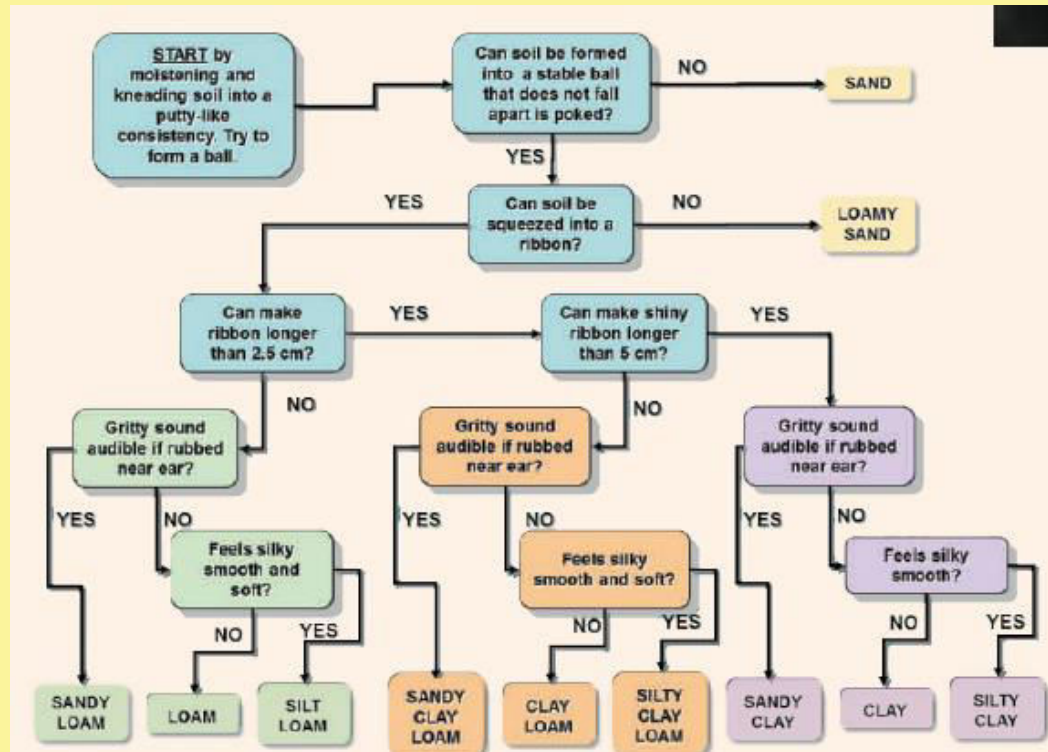 START by
moistening and
kneading soil into a
putty-like
consistency. Try to
form a ball.
Can soil be formed
into a stable ball
that does not fall
apart is poked?
NO
SAND
YES
Can soil be
squeezed into a
ribbon?
YES
NO
LOAMY
SAND
Can make
ribbon longer
than 2.5 cm?
YES
Can make shiny
ribbon longer
than 5 cm?
YES
NO
NO
Gritty sound
audible if rubbed
near ear?
Gritty sound
audible if rubbed
near ear?
Gritty sound
audible if rubbed
near ear?
YES
NO
YES
NO
YES
NO
Feels silky
smooth and
soft?
Feels silky
smooth and soft?
Feels silky
smooth?
NO
YES
NO
YES
NO
YES
SANDY
LOAM
LOAM
SILT
LOAM
SANDY
CLAY
LOAM
CLAY
LOAM
SILTY
CLAY
LOAM
SANDY
CLAY
CLAY
SILTY
CLAY